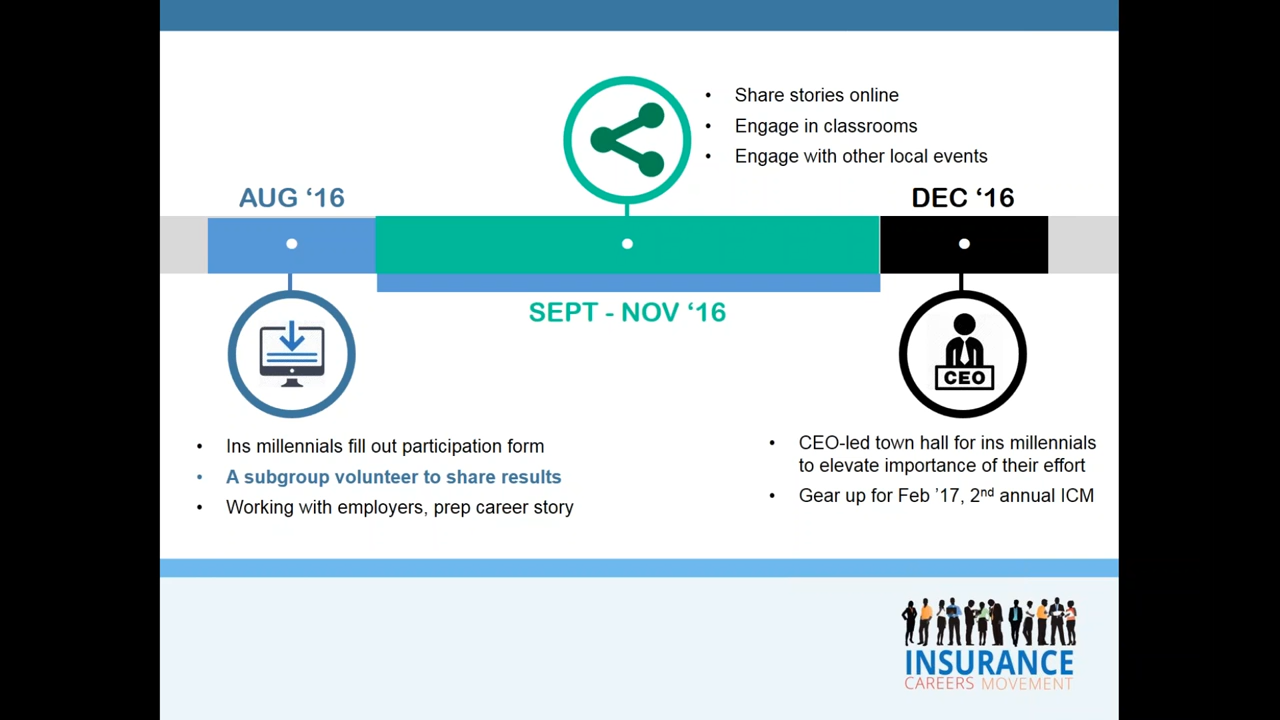 • Share stories online
• Engage in classrooms
• Engage with other local events
AUG ‘16
DEC ‘16
SEPT - NOV ‘16
CEO
• Ins millennials fill out participation form
• A subgroup volunteer to share results
• Working with employers, prep career story
• CEO-led town hall for ins millennials
to elevate importance of their effort
• Gear up for Feb ’17, 2nd annual ICM
INSURANCE
CAREERS MOVEMENT